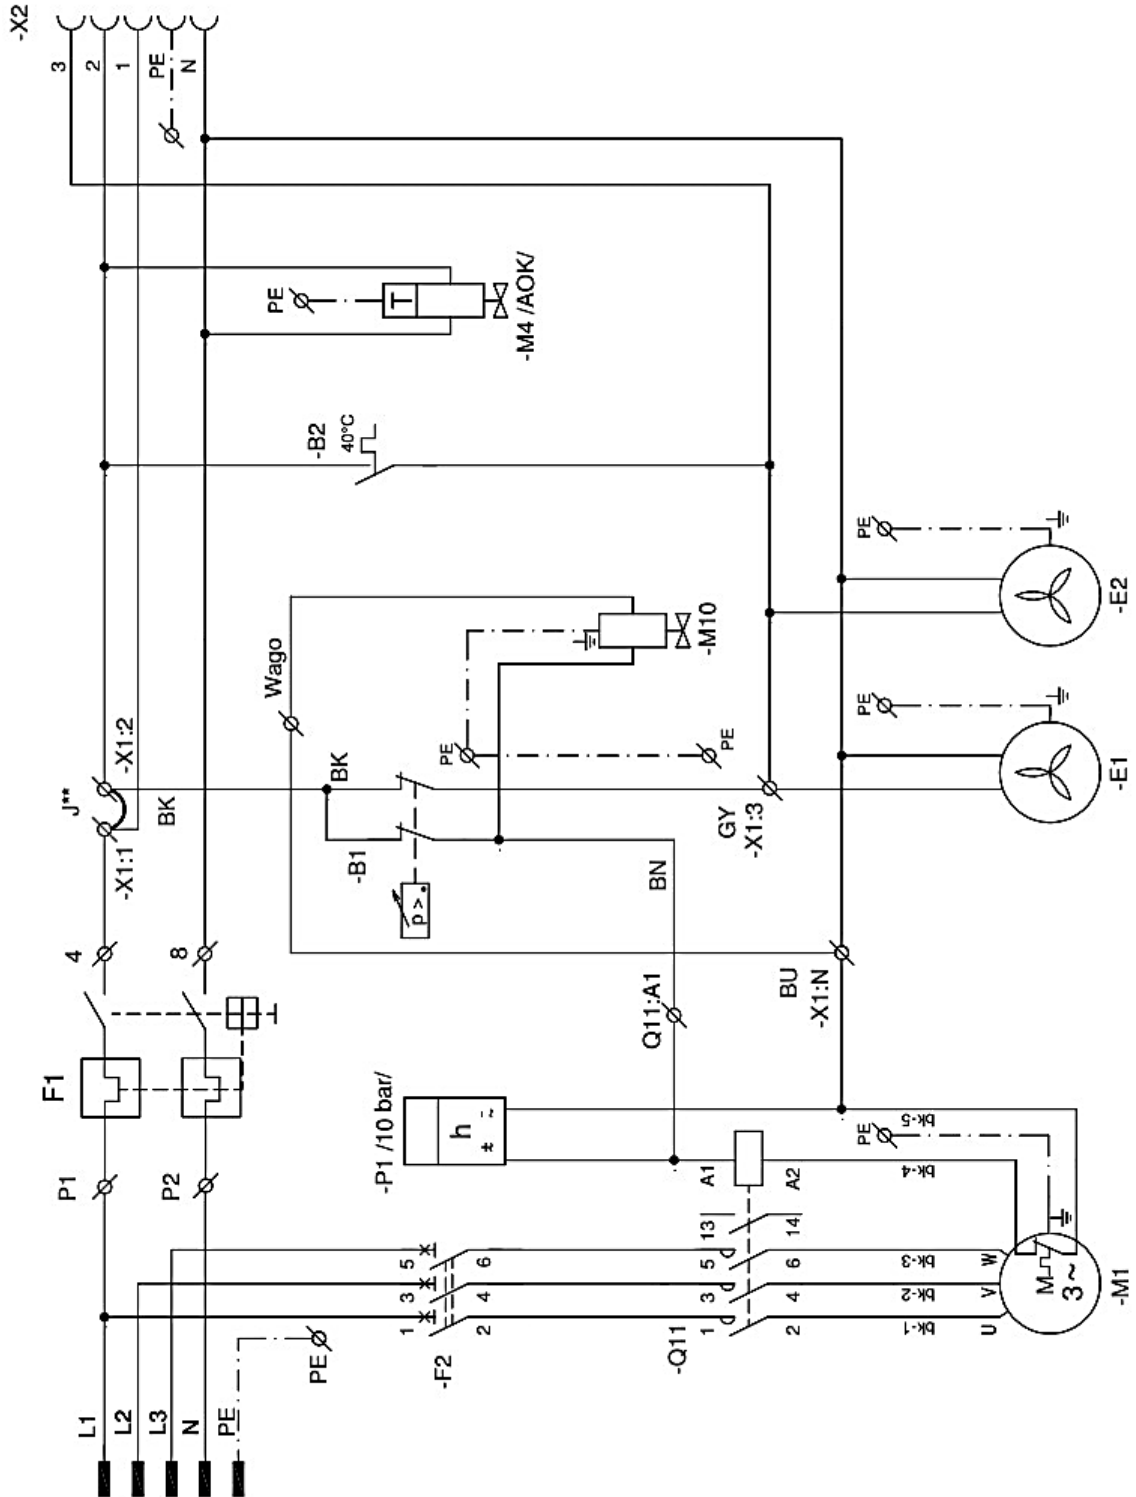 -X2
3
2
1
PE
N
PE
-M4 /AOK/
T
-B2
40°C
Wago
-M10
PE
PE
PE
-E2
J**
-X1:2
-X1:1
BK
BK
-B1
p >
GY
-X1:3
BN
PE
-E1
4
8
F1
Q11:A1
BU
-X1:N
-P1 /10 bar/
h
P1
P2
A1
A2
bk-5
bk-4
PE
13
14
5
6
5
6
bk-3
W
3
4
3
4
bk-2
V
1
2
1
2
bk-1
U
M
3~
-M1
-F2
-Q11
L1
L2
L3
N
PE
PE